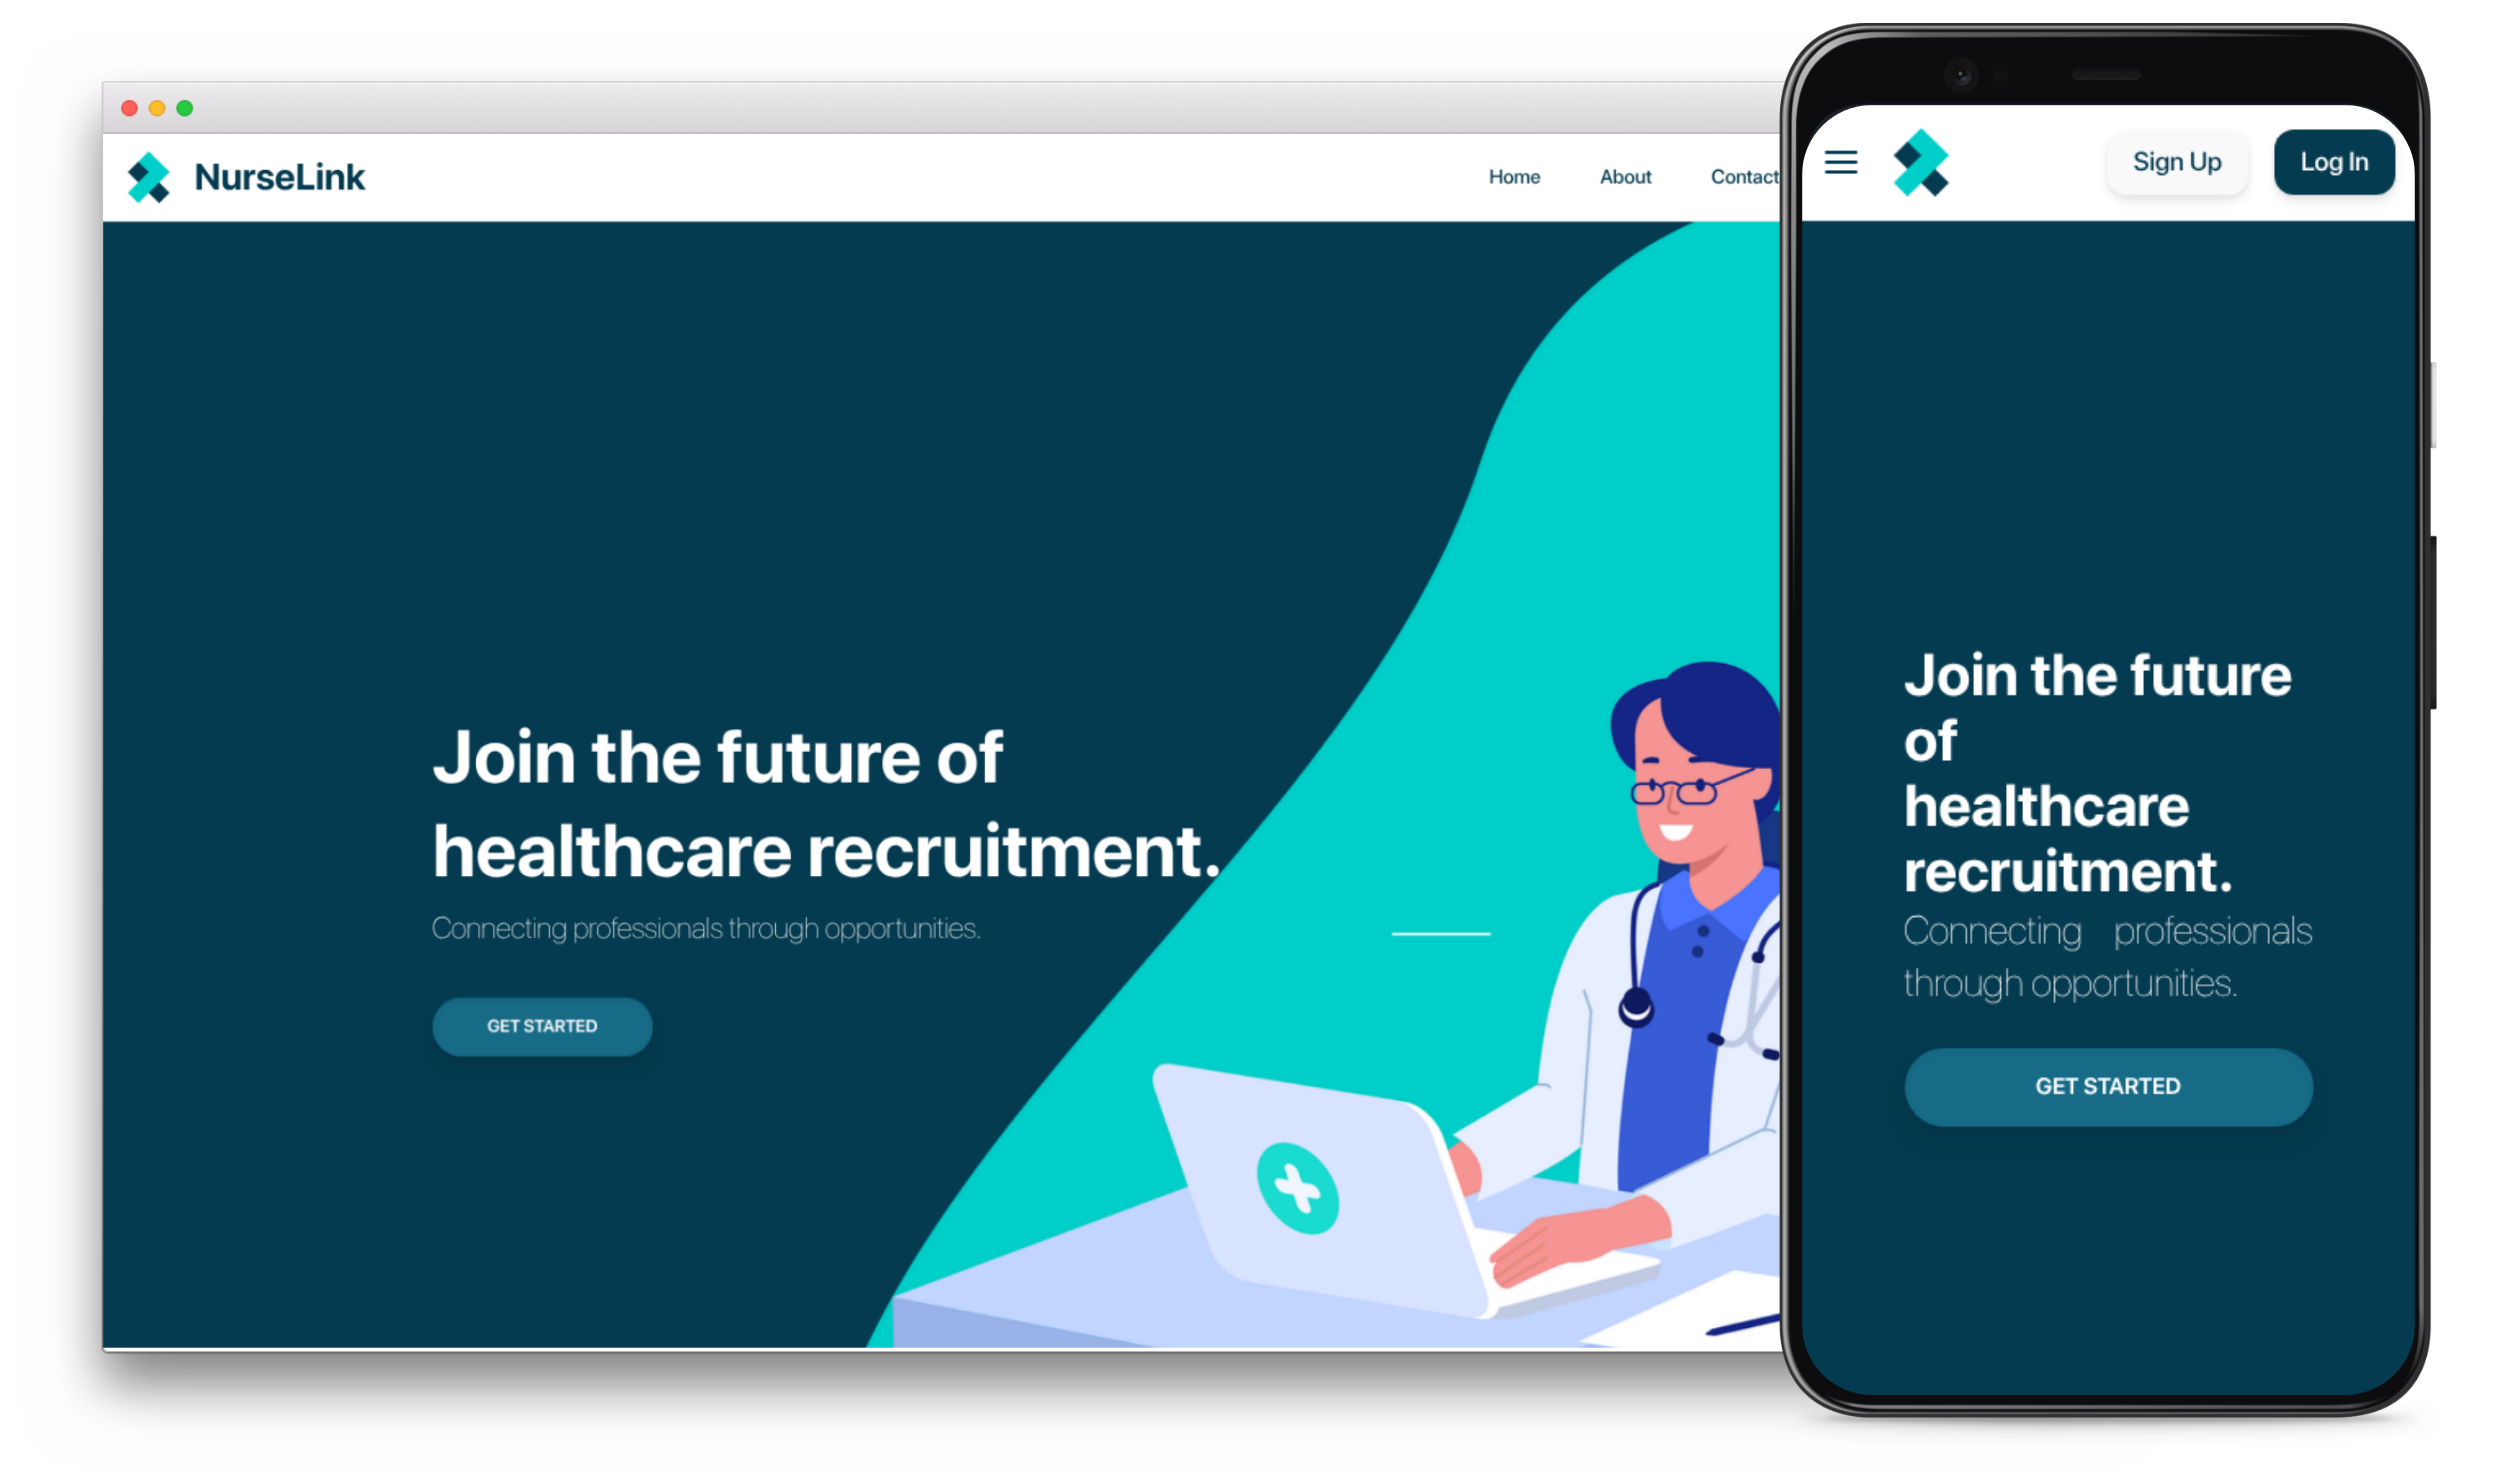 NurseLink
Home About Contact
Join the future of
healthcare recruitment.
Connecting professionals through opportunities.
GET STARTED
Sign Up Log In
Join the future
of
healthcare
recruitment.
Connecting professionals
through opportunities.
GET STARTED